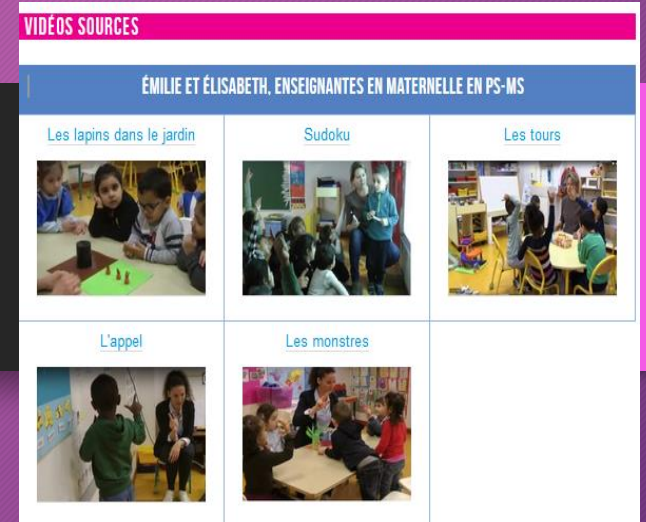 VIDÉOS SOURCES
ÉMILIE ET ÉLISABETH, ENSEIGNANTES EN MATERNELLE EN PS-MS
Les lapins dans le jardin
Sudoku
Les tours
L'appel
Les monstres